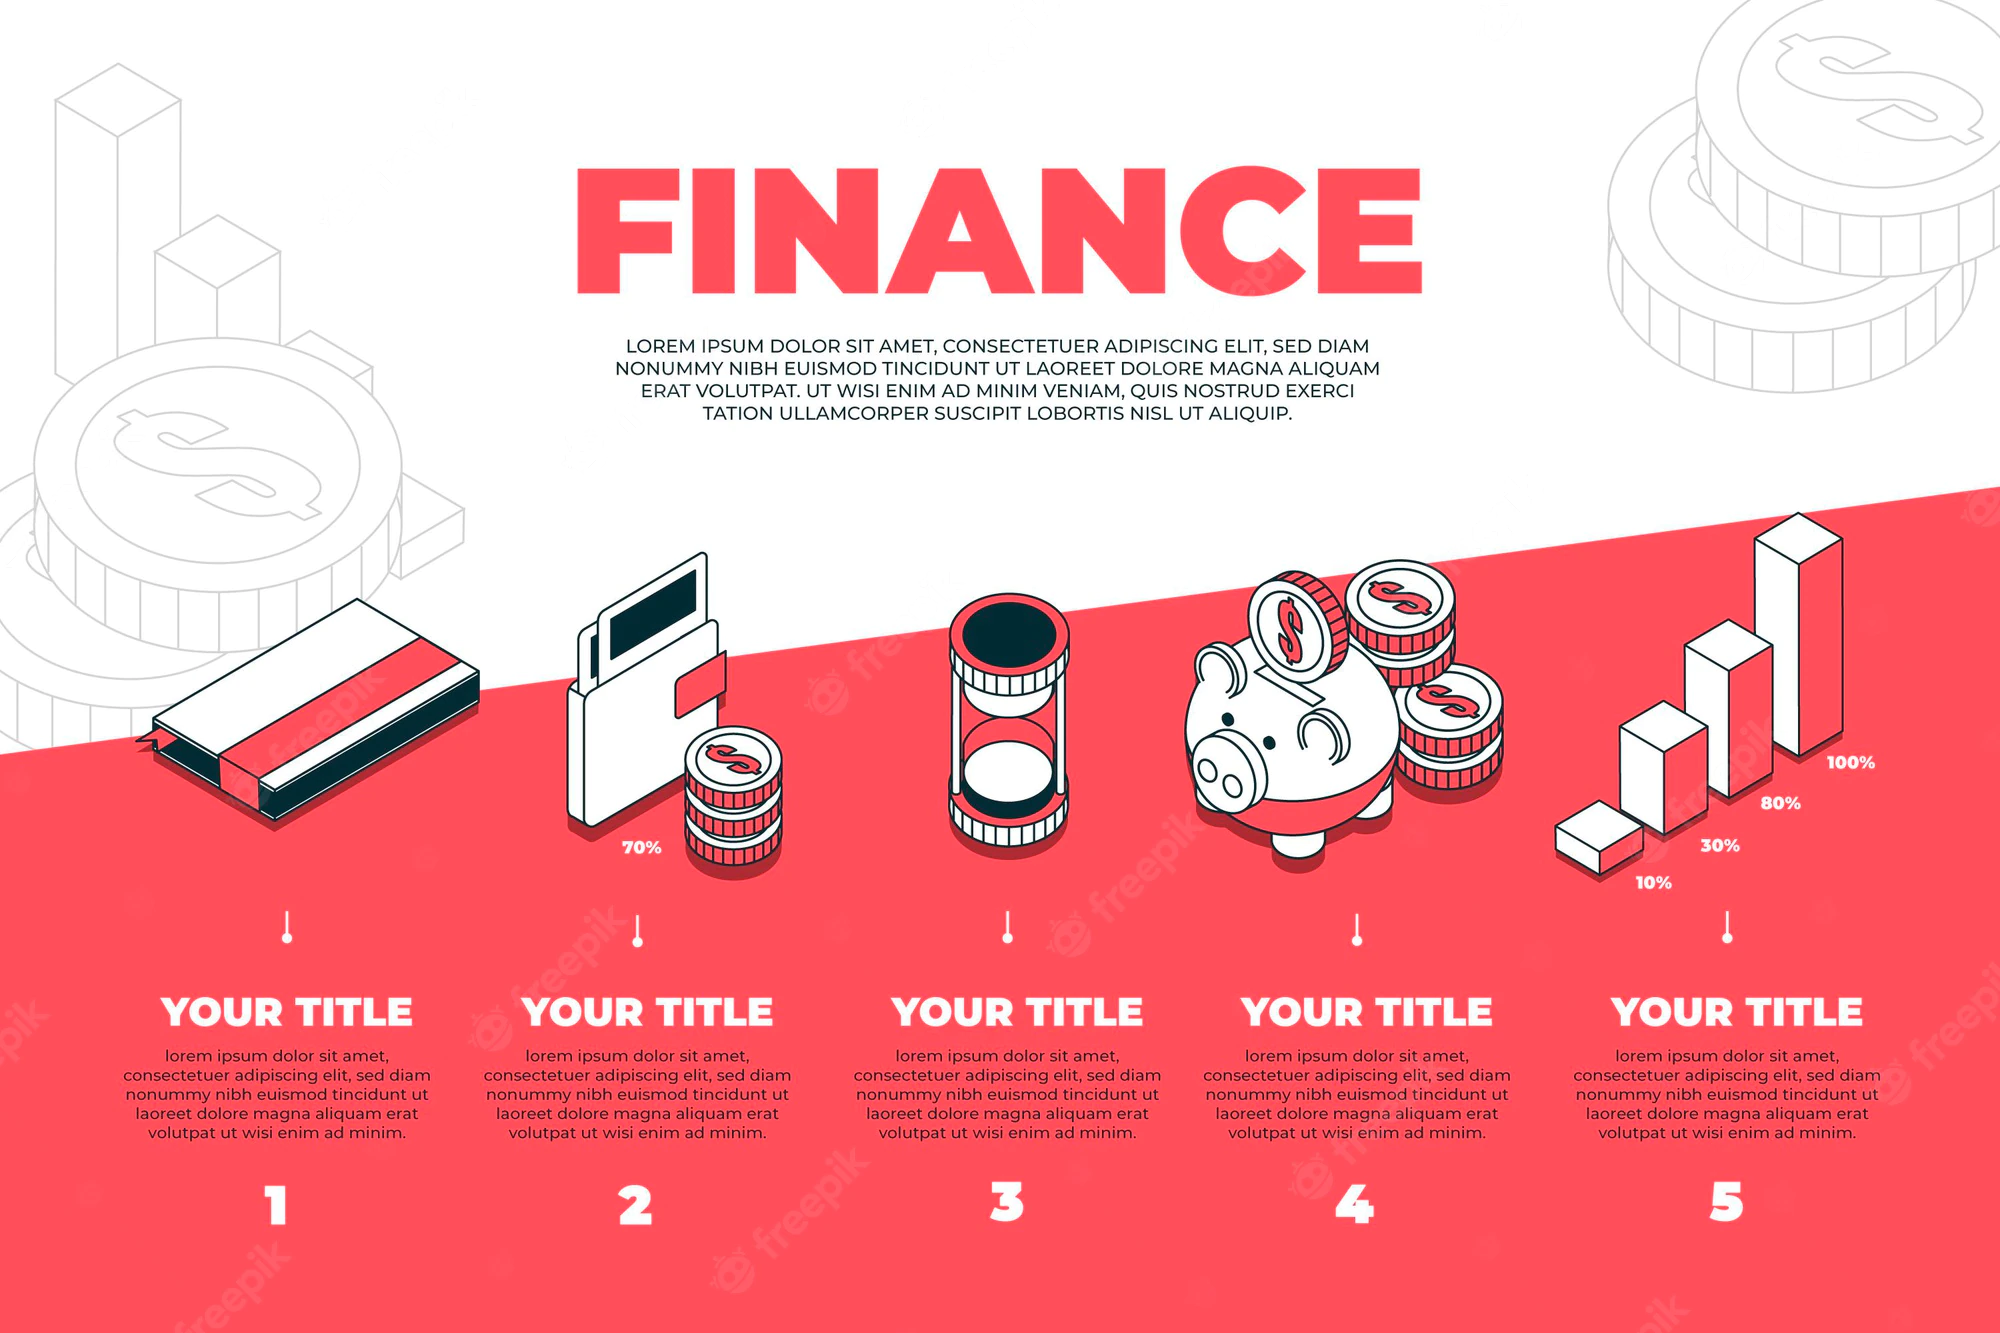 FINANCE
LOREM IPSUM DOLOR SIT AMET, CONSECTETUER ADIPISCING ELIT, SED DIAM
NONUMMY NIBH EUISMOD TINCIDUNT UT LAOREET DOLORE MAGNA ALIQUAM
ERAT VOLUTPAT. UT WISI ENIM AD MINIM VENIAM, QUIS NOSTRUD EXERCI
TATION ULLAMCORPER SUSCIPIT LOBORTIS NISL UT ALIQUIP.
70%
10%
30%
80%
100%
YOUR TITLE
lorem ipsum dolor sit amet,
consectetuer adipiscing elit, sed diam
nonummy nibh euismod tincidunt ut
laoreet dolore magna aliquam erat
volutpat ut wisi enim ad minim.
1
YOUR TITLE
lorem ipsum dolor sit amet,
consectetuer adipiscing elit, sed diam
nonummy nibh euismod tincidunt ut
laoreet dolore magna aliquam erat
volutpat ut wisi enim ad minim.
2
YOUR TITLE
lorem ipsum dolor sit amet,
consectetuer adipiscing elit, sed diam
nonummy nibh euismod tincidunt ut
laoreet dolore magna aliquam erat
volutpat ut wisi enim ad minim.
3
YOUR TITLE
lorem ipsum dolor sit amet,
consectetuer adipiscing elit, sed diam
nonummy nibh euismod tincidunt ut
laoreet dolore magna aliquam erat
volutpat ut wisi enim ad minim.
4
YOUR TITLE
lorem ipsum dolor sit amet,
consectetuer adipiscing elit, sed diam
nonummy nibh euismod tincidunt ut
laoreet dolore magna aliquam erat
volutpat ut wisi enim ad minim.
5
freepik
freepik
freepik
freepik
freepik
freepik
freepik